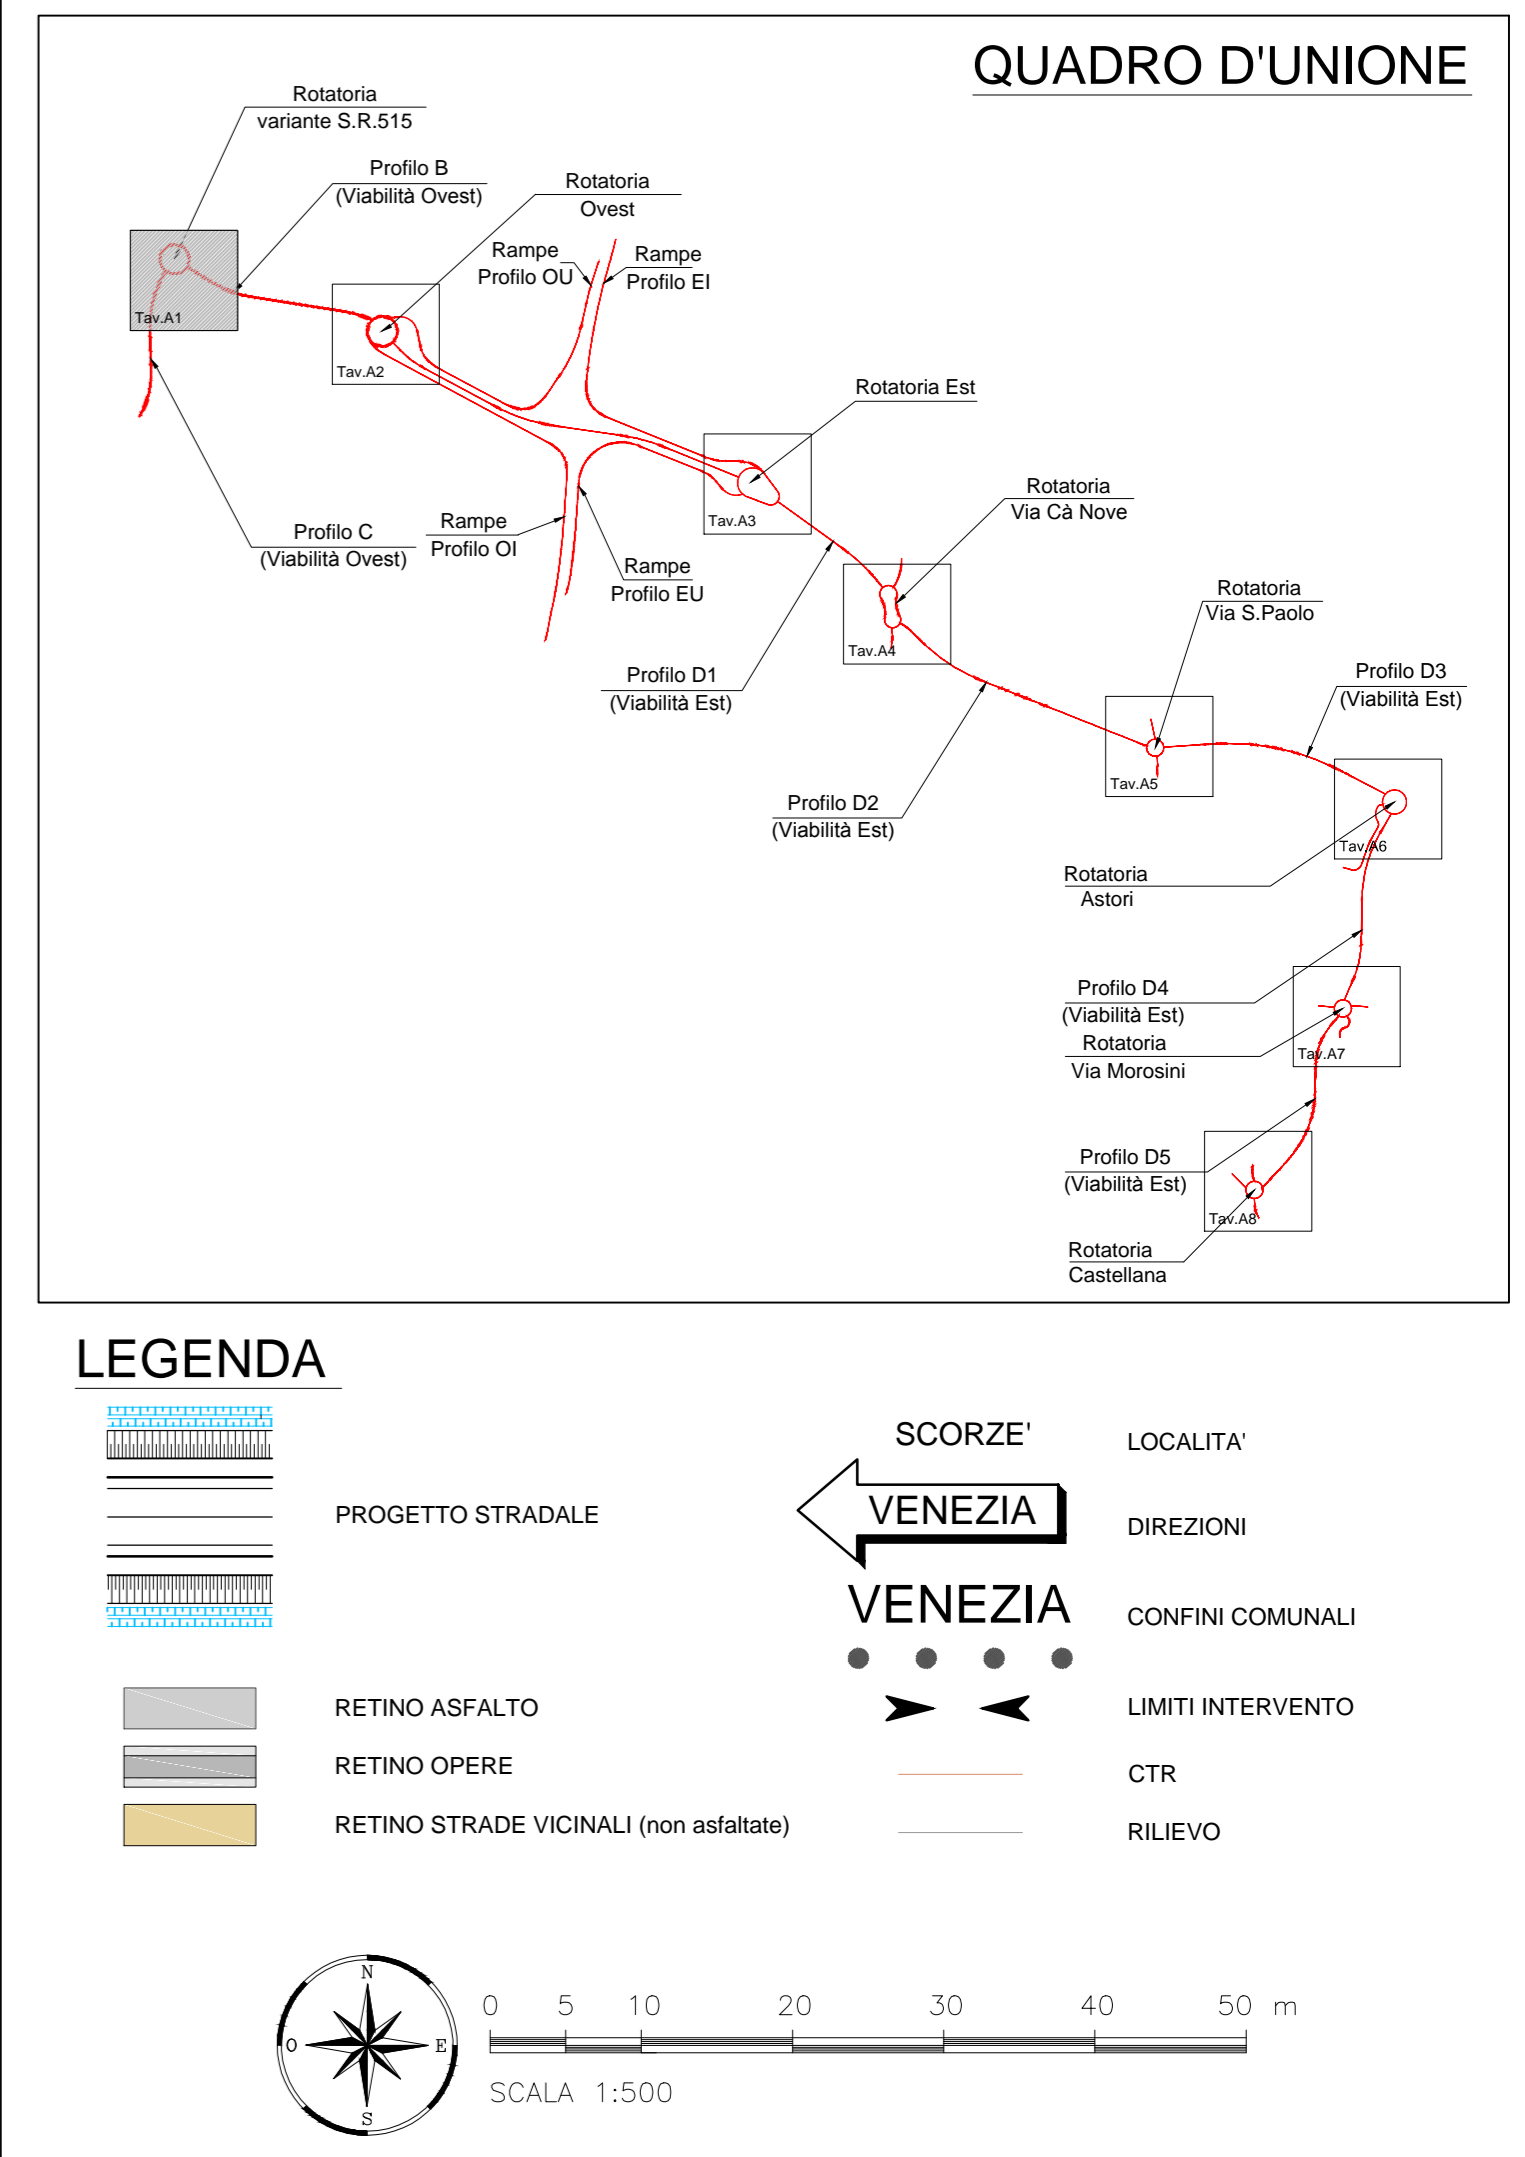 QUADRO D'UNIONE
Rotatoria
variante S.R.515
Profilo B
(Viabilità Ovest)
Rotatoria
Ovest
Rampe
Profilo OU
Rampe
Profilo EI
Tav.A1
Tav.A2
Rotatoria Est
Tav.A3
Rotatoria
Via Cà Nove
Profilo C
(Viabilità Ovest)
Rampe
Profilo OI
Rampe
Profilo EU
Rotatoria
Via S.Paolo
Tav.A4
Profilo D1
(Viabilità Est)
Profilo D3
(Viabilità Est)
Tav.A5
Profilo D2
(Viabilità Est)
Tav.A6
Rotatoria
Astori
Profilo D4
(Viabilità Est)
Rotatoria
Via Morosini
Tav.A7
Profilo D5
(Viabilità Est)
Tav.A8
Rotatoria
Castellana
LEGENDA
PROGETTO STRADALE
RETINO ASFALTO
RETINO OPERE
RETINO STRADE VICINALI (non asfaltate)
SCORZE'
LOCALITA'
VENEZIA
DIREZIONI
VENEZIA
CONFINI COMUNALI
LIMITI INTERVENTO
CTR
RILIEVO
N
O
E
S
0 5 10 20 30 40 50 m
SCALA 1:500